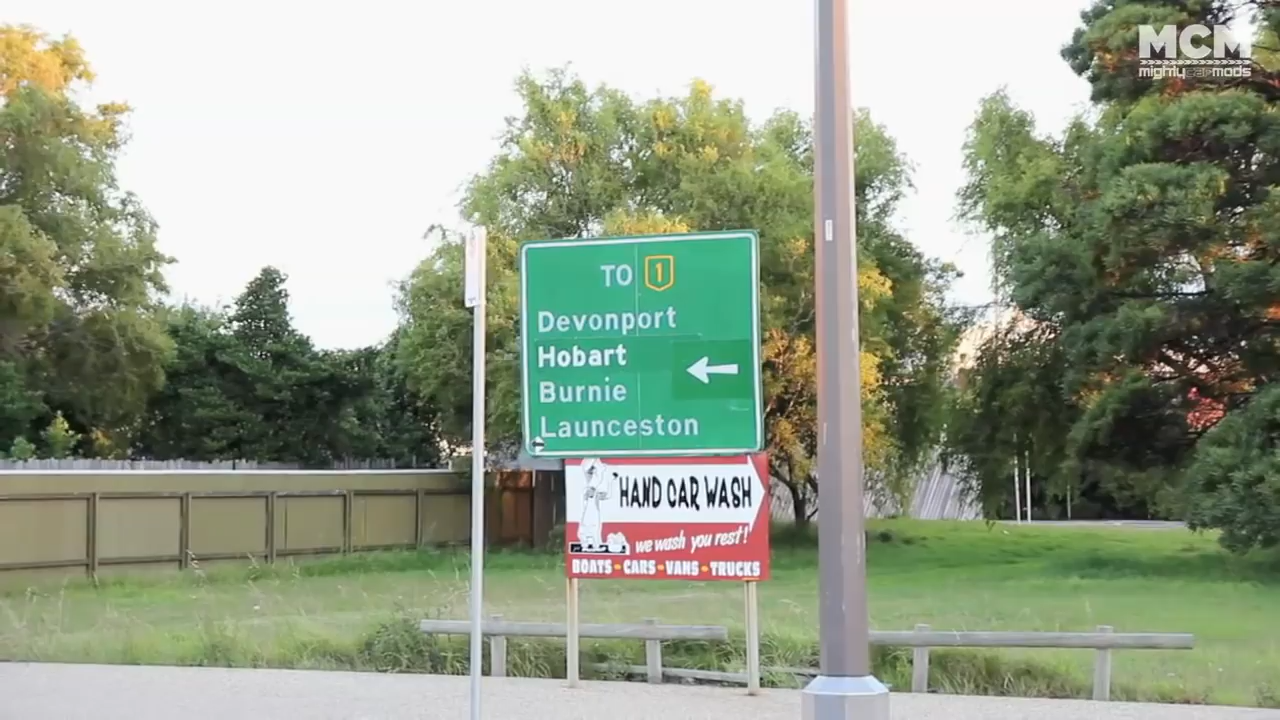 MCM
mightycarmods
TO 1
Devonport
Hobart
Burnie
Launceston
HAND CAR WASH
we wash you rest!
BOATS • CARS • VANS • TRUCKS